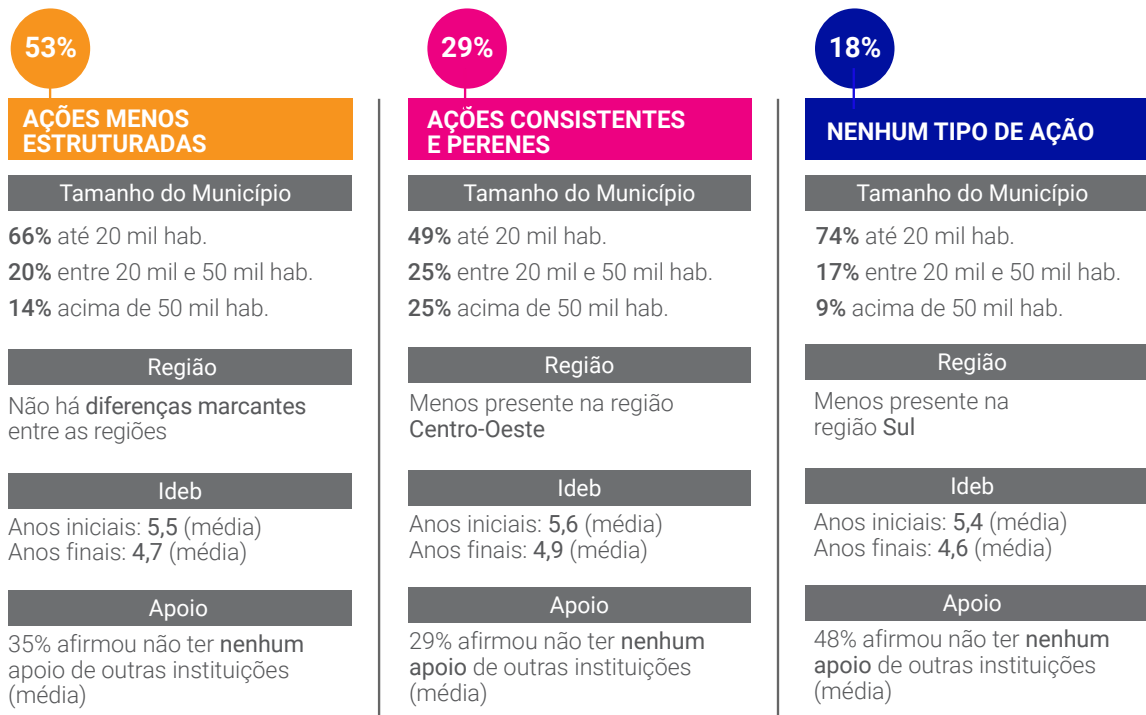 53%
AÇÕES MENOS
ESTRUTURADAS
Tamanho do Município
66% até 20 mil hab.
20% entre 20 mil e 50 mil hab.
14% acima de 50 mil hab.
Região
Não há diferenças marcantes
entre as regiões
Ideb
Anos iniciais: 5,5 (média)
Anos finais: 4,7 (média)
Apoio
35% afirmou não ter nenhum
apoio de outras instituições
(média)
29%
AÇÕES CONSISTENTES
E PERENES
Tamanho do Município
49% até 20 mil hab.
25% entre 20 mil e 50 mil hab.
25% acima de 50 mil hab.
Região
Menos presente na região
Centro-Oeste
Ideb
Anos iniciais: 5,6 (média)
Anos finais: 4,9 (média)
Apoio
29% afirmou não ter nenhum
apoio de outras instituições
(média)
18%
NENHUM TIPO DE AÇÃO
Tamanho do Município
74% até 20 mil hab.
17% entre 20 mil e 50 mil hab.
9% acima de 50 mil hab.
Região
Menos presente na
região Sul
Ideb
Anos iniciais: 5,4 (média)
Anos finais: 4,6 (média)
Apoio
48% afirmou não ter nenhum
apoio de outras instituições
(média)